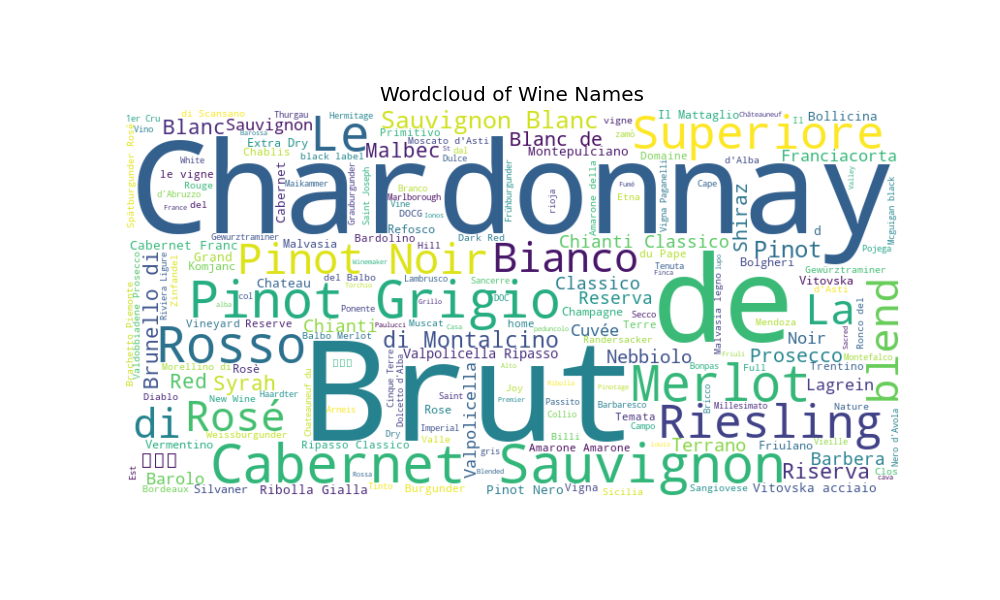 Wordcloud of Wine Names
di Scansano Thurgau Hermitage Sauvignon Blanc vigne Il Mattaglio Châteauneuf Il Bollicina
1er Cru Vino Blanc Sauvignon Barossa Le Primitivo Moscato d'Asti Blanc de zamò Superiore
Extra Dry Malbec St dal Montepulciano Domaine d'Alba Franciacorta
Chablis black label Dulce
Chardonnay
Spätburgunder Rosé White le vigne Rouge d'Abruzzo France del Cabernet Maikammer Grauburgunder Saint Joseph Branco Marlborough Vine DOCG Ionos Frühburgunder rioja Amarone della Fumé Etna Vigna Paganelli Cape Shiraz Valley Mcguigan black
Gewürztraminer Bardolino Refosco Hill Dark Red Chianti Classico Pinot d Pojega
Cabernet Franc Malvasia Pinot Noir Bianco du Pape Bolgheri
Grand Komjanc Winemaker Tenuta Finca lupo Gewürztraminer
Chateau del Balbo Torchio Lambrusco Sancerre Classico Vitovska d'Asti
Brachetto Piemonte Valdobbiadene Prosecco Brunello di Riviera Ligure Zinfandel alba col Pinot Grigio Grillo DOC Reserva de La blend
Ponente Champagne Secco
Vineyard Reserve Chianti Paulucci Muscat Casa home peduncolo Cuvée Terre Malvasia legno Mendoza Noir Sacred Ronco del
Rosso Balbo Merlot di Montalcino Randersacker Friuli Prosecco Montefalco
Morellino di Rosè Valpolicella Ripasso Nebbiolo Bonpas Full Trentino
Red Syrah Cinque Terre Dolcetto d'Alba Alto Merlot Lagrein
Diablo New Wine Haardter Chateauneuf du Brut Saint Joy Ribolla Pinotage Bricco
Arneis Rose Premier Passito Barbaresco Millesimato Nature
di Rosé Imperial Collio Temata Campo Riesling Vieille Nero d'Avola
Weissburgunder Dry Valle Billi
Vermentino Ripasso Classico Valpolicella gris Amarone Amarone Louis Terrano Friulano
Est Cabernet Sauvignon Barbera
Barolo Rossa Blended Riserva Clos cava
Bordeaux Silvaner Ribolla Gialla Tinto Burgunder Pinot Nero Vigna Sicilia Sangiovese Vitovska acciaio